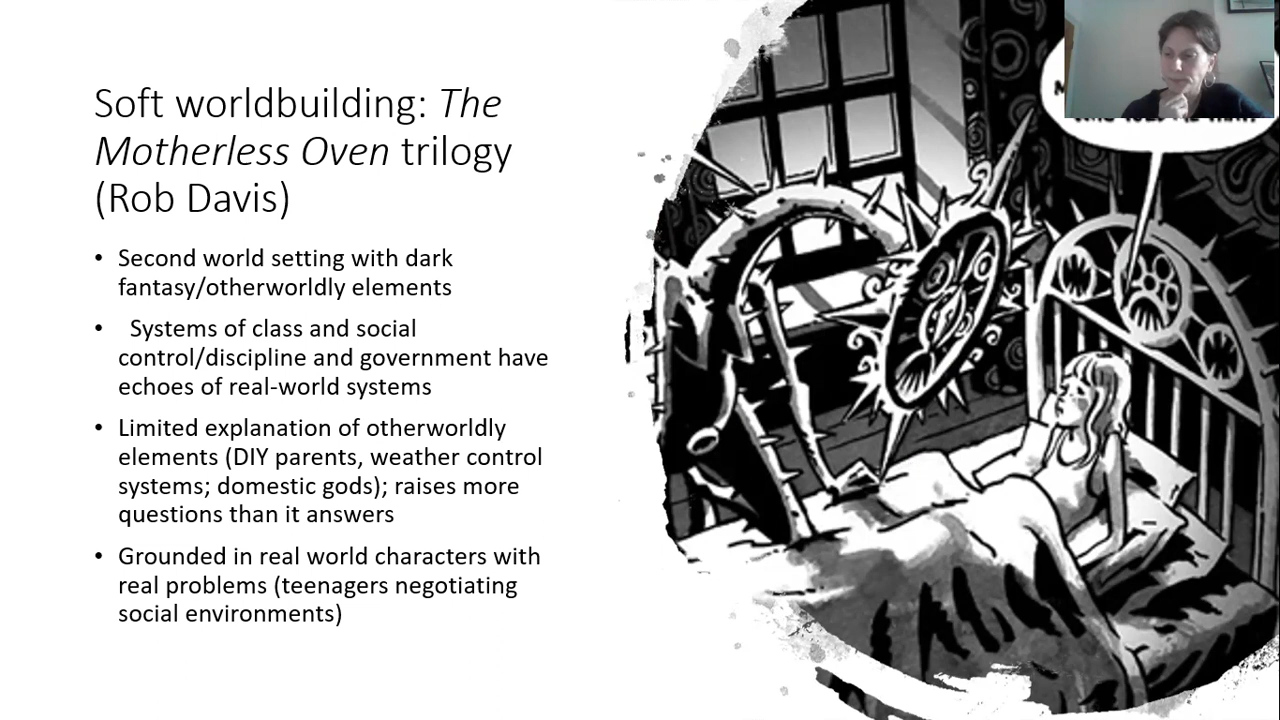 Soft worldbuilding: The
Motherless Oven trilogy
(Rob Davis)
• Second world setting with dark
fantasy/otherworldly elements
• Systems of class and social
control/discipline and government have
echoes of real-world systems
• Limited explanation of otherworldly
elements (DIY parents, weather control
systems; domestic gods); raises more
questions than it answers
• Grounded in real world characters with
real problems (teenagers negotiating
social environments)